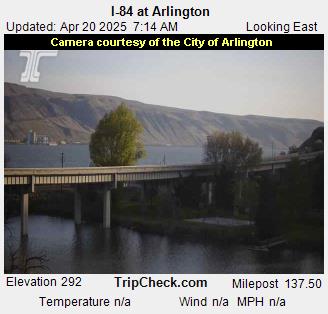 I-84 at Arlington
Updated: Apr 20 2025 7:14 AM Looking East
Camera courtesy of the City of Arlington
Elevation 292 TripCheck.com Milepost 137.50
Temperature n/a Wind n/a MPH n/a